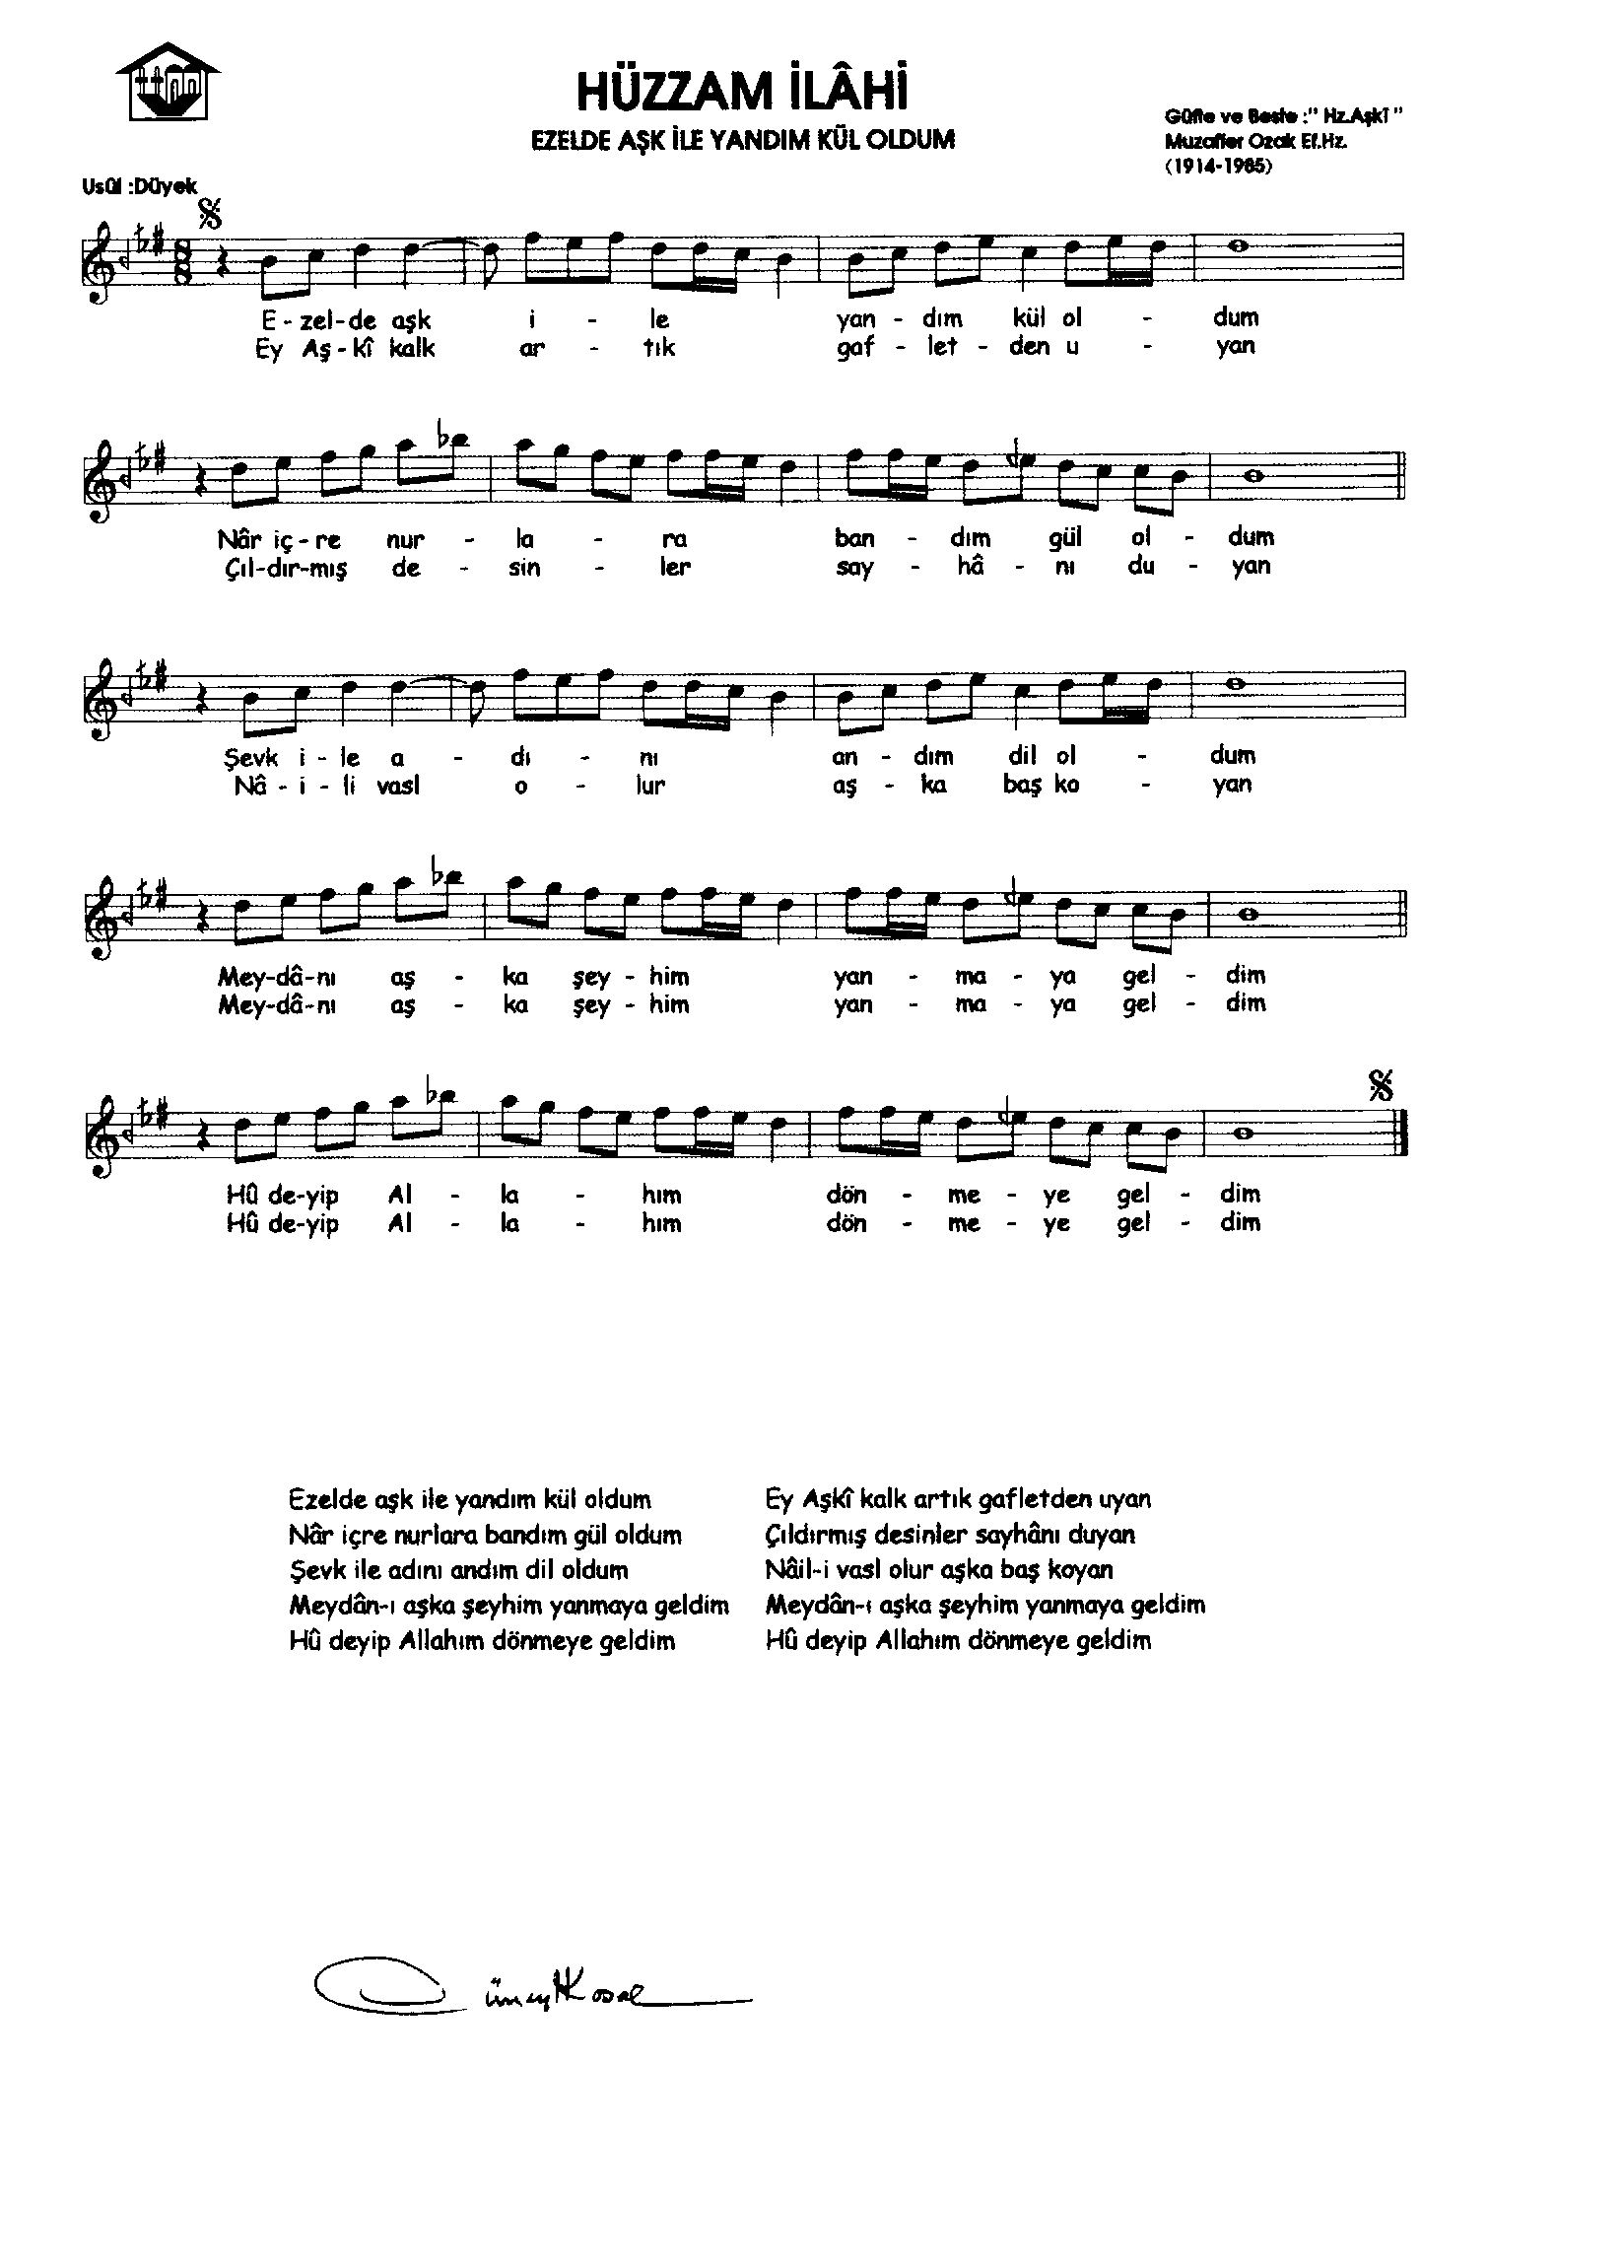 HÜZZAM İLÂHİ
EZELDE AŞK İLE YANDIM KÜL OLDUM
Güfte ve Beste :" Hz.Aşkî "
Muzaffer Ozak Ef.Hz.
(1914-1985)
Usûl :Düyek
8
8
E - zel-de aşk i - le yan - dım kül ol - dum
Ey Aş - kî kalk ar - tık gaf - let - den u - yan
Nâr iç - re nur - la - ra ban - dım gül ol - dum
Çıl-dır-mış de - sin - ler say - hâ - nı du - yan
Şevk i - le a - dı - nı an - dım dil ol - dum
Nâ - i - li vasl o - lur aş - ka baş ko - yan
Mey-dâ-nı aş - ka şey - him yan - ma - ya gel - dim
Mey-dâ-nı aş - ka şey - him yan - ma - ya gel - dim
Hû de-yip Al - la - hım dön - me - ye gel - dim
Hû de-yip Al - la - hım dön - me - ye gel - dim
Ezelde aşk ile yandım kül oldum
Nâr içre nurlara bandım gül oldum
Şevk ile adını andım dil oldum
Meydân-ı aşka şeyhim yanmaya geldim
Hû deyip Allahım dönmeye geldim
Ey Aşkî kalk artık gafletden uyan
Çıldırmış desinler sayhânı duyan
Nâil-i vasl olur aşka baş koyan
Meydân-ı aşka şeyhim yanmaya geldim
Hû deyip Allahım dönmeye geldim
Cüneyt Kosal